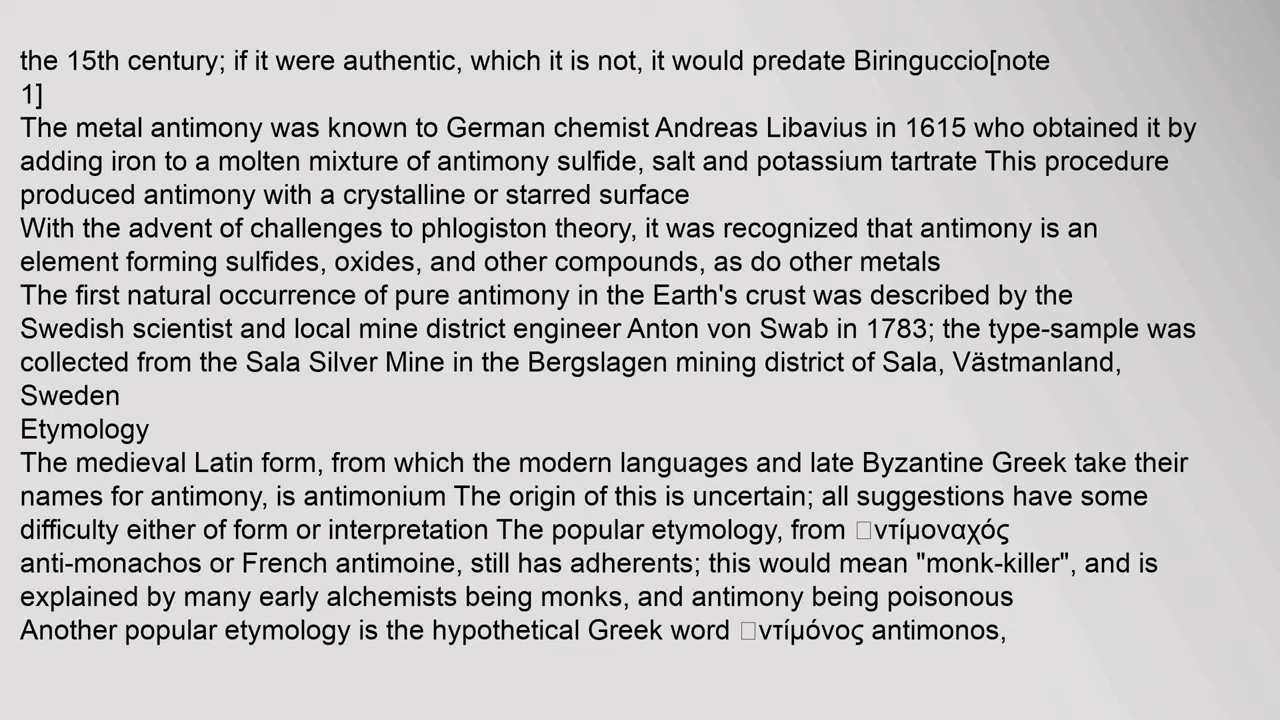 the 15th century; if it were authentic, which it is not, it would predate Biringuccio[note
1]
The metal antimony was known to German chemist Andreas Libavius in 1615 who obtained it by
adding iron to a molten mixture of antimony sulfide, salt and potassium tartrate This procedure
produced antimony with a crystalline or starred surface
With the advent of challenges to phlogiston theory, it was recognized that antimony is an
element forming sulfides, oxides, and other compounds, as do other metals
The first natural occurrence of pure antimony in the Earth's crust was described by the
Swedish scientist and local mine district engineer Anton von Swab in 1783; the type-sample was
collected from the Sala Silver Mine in the Bergslagen mining district of Sala, Västmanland,
Sweden
Etymology
The medieval Latin form, from which the modern languages and late Byzantine Greek take their
names for antimony, is antimonium The origin of this is uncertain; all suggestions have some
difficulty either of form or interpretation The popular etymology, from □ντίμοναχός
anti-monachos or French antimoine, still has adherents; this would mean "monk-killer", and is
explained by many early alchemists being monks, and antimony being poisonous
Another popular etymology is the hypothetical Greek word □ντίμόνος antimonos,